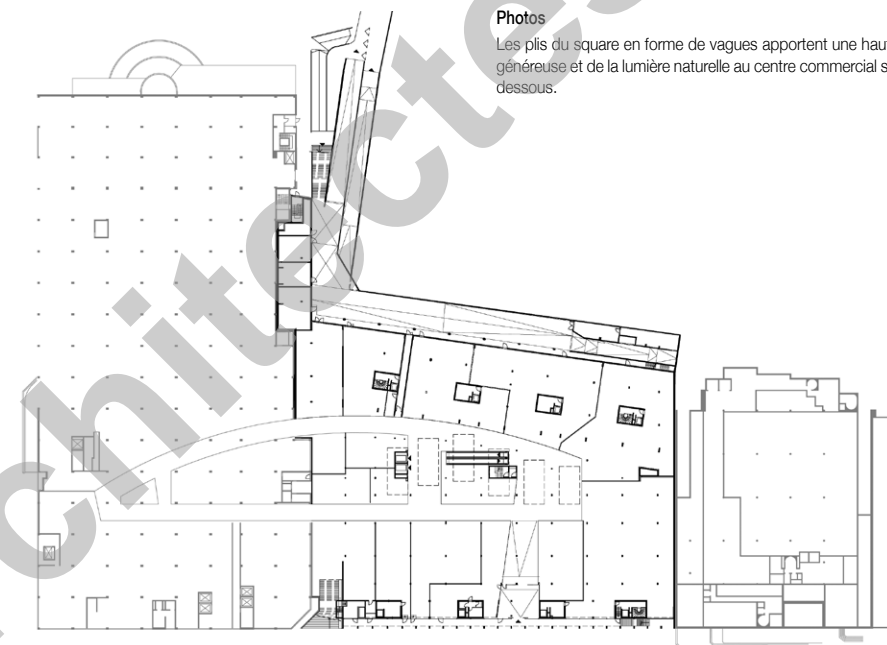 Photos
Les plis du square en forme de vagues apportent une hau
généreuse et de la lumière naturelle au centre commercial s
dessous.
chitectes